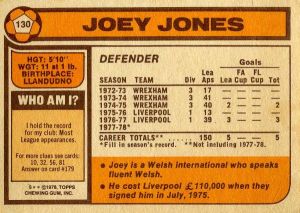 130
JOEY JONES
HGT: 5'10"
WGT: 11 st 1 lb.
BIRTHPLACE:
LLANDUDNO
WHO AM I?
I hold the record
for my club: Most
League appearances.
For more clues see cards:
10, 32, 56, 81
Answer on card #179
© 1978, TOPPS
CHEWING GUM, INC.
DEFENDER
Goals
Lea FA FL
SEASON TEAM Div Aps Lea Cup Cup Tot
1972-73 WREXHAM 3 17 — — — —
1973-74 WREXHAM 3 41 — — — —
1974-75 WREXHAM 3 40 2 — — 2
1975-76 LIVERPOOL 1 13 — — — —
1976-77 LIVERPOOL 1 39 — — — 3
1977-78*
CAREER TOTALS** 150 5 — — 5
*Fill in season's record. **Not including 1977-78.
• Joey is a Welsh international who speaks
fluent Welsh.
• He cost Liverpool £110,000 when they
signed him in July, 1975.